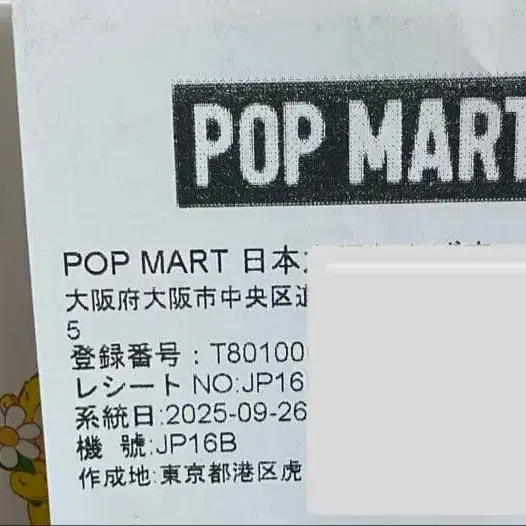 POP MART
POP MART 日本
大阪府大阪市中央区道
5
登録番号：T80100
レシート NO:JP16
系統日:2025-09-26
機 號:JP16B
作成地:東京都港区虎